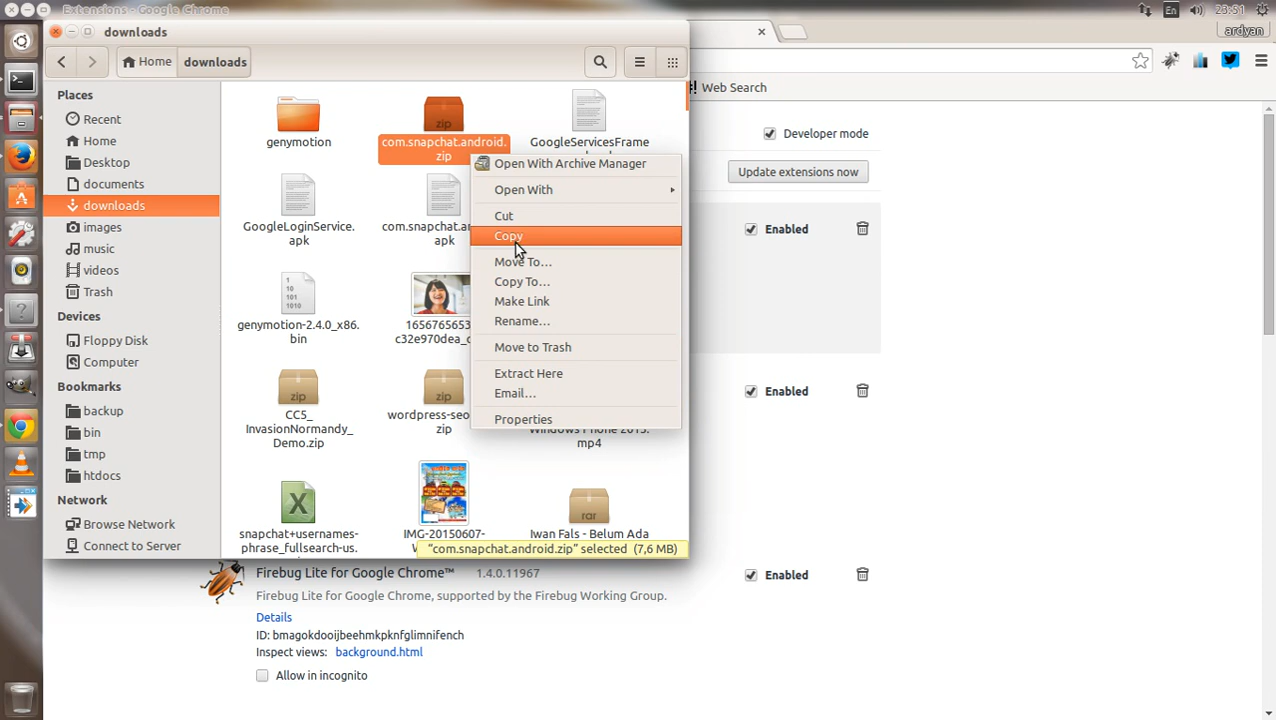 Extensions - Google Chrome
En
23:51
downloads
ardyan
Home
downloads
Web Search
Places
Recent
Home
Desktop
documents
downloads
images
music
videos
Trash
Devices
Floppy Disk
Computer
Bookmarks
backup
bin
tmp
htdocs
Network
Browse Network
Connect to Server
genymotion
zip
com.snapchat.android.
zip
GoogleServicesFrame
GoogleLoginService.
apk
com.snapchat.an
apk
genymotion-2.4.0_x86.
bin
1656765653
c32e970dea_
zip
CC5_
InvasionNormandy_
Demo.zip
zip
wordpress-seo
zip
Windows Phone 2015.
mp4
snapchat+usernames-
phrase_fullsearch-us.
IMG-20150607-
rar
Iwan Fals - Belum Ada
"com.snapchat.android.zip" selected (7,6 MB)
Open With Archive Manager
Open With
Cut
Copy
Move To...
Copy To...
Make Link
Rename...
Move to Trash
Extract Here
Email...
Properties
Developer mode
Update extensions now
Enabled
Enabled
Firebug Lite for Google Chrome™ 1.4.0.11967
Enabled
Firebug Lite for Google Chrome, supported by the Firebug Working Group.
Details
ID: bmagokdooijbeehmkpknfglimnifench
Inspect views: background.html
Allow in incognito